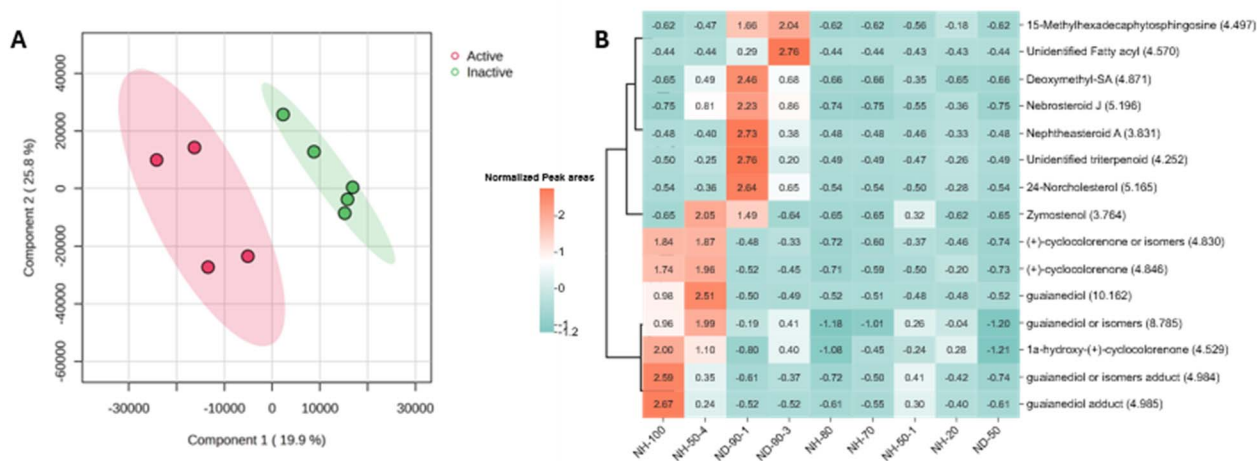 A
Active
Inactive
Component 2 ( 25.8 %)
40000
20000
0
-20000
-40000
-60000
-30000 -10000 0 10000 30000
Component 1 ( 19.9 %)
B
Normalized Peak areas
-2
-1
-0
-1
-1.2
-0.62 -0.47 1.66 2.04 -0.62 -0.62 -0.56 -0.18 -0.62 15-Methylhexadecaphytosphingosine (4.497)
-0.44 -0.44 0.29 2.76 -0.44 -0.44 -0.43 -0.43 -0.44 Unidentified Fatty acyl (4.570)
-0.65 0.49 2.46 0.68 -0.66 -0.66 -0.35 -0.65 -0.66 Deoxymethyl-SA (4.871)
-0.75 0.81 2.23 0.86 -0.74 -0.75 -0.55 -0.36 -0.75 Nebrosteroid J (5.196)
-0.48 -0.40 2.73 0.38 -0.48 -0.48 -0.46 -0.33 -0.48 Nephtheasteroid A (3.831)
-0.50 -0.25 2.76 0.20 -0.49 -0.49 -0.47 -0.26 -0.49 Unidentified triterpenoid (4.252)
-0.54 -0.36 2.64 0.65 -0.54 -0.54 -0.50 -0.28 -0.54 24-Norcholesterol (5.165)
-0.65 2.05 1.49 -0.64 -0.65 -0.65 0.32 -0.62 -0.65 Zymostenol (3.764)
1.84 1.87 -0.48 -0.33 -0.72 -0.60 -0.37 -0.46 -0.74 (+)-cyclocolorenone or isomers (4.830)
1.74 1.96 -0.52 -0.45 -0.71 -0.59 -0.50 -0.20 -0.73 (+)-cyclocolorenone (4.846)
0.98 2.51 -0.50 -0.49 -0.52 -0.51 -0.48 -0.48 -0.52 guaianediol (10.162)
0.96 1.99 -0.19 0.41 -1.18 -1.01 0.26 -0.04 -1.20 guaianediol or isomers (8.785)
2.00 1.10 -0.80 0.40 -1.08 -0.45 -0.24 0.28 -1.21 1a-hydroxy-(+)-cyclocolorenone (4.529)
2.59 0.35 -0.61 -0.37 -0.72 -0.50 0.41 -0.42 -0.74 guaianediol or isomers adduct (4.984)
2.67 0.24 -0.52 -0.52 -0.61 -0.55 0.30 -0.40 -0.61 guaianediol adduct (4.985)
NH-100 NH-50-4 ND-90-1 ND-90-3 NH-80 NH-70 NH-50-1 NH-20 ND-50